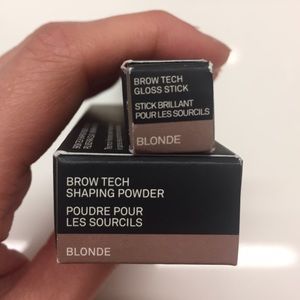 BROW TECH
GLOSS STICK
STICK BRILLANT
POUR LES SOURCILS
BLONDE
BROW TECH
SHAPING POWDER
POUDRE POUR
LES SOURCILS
BLONDE